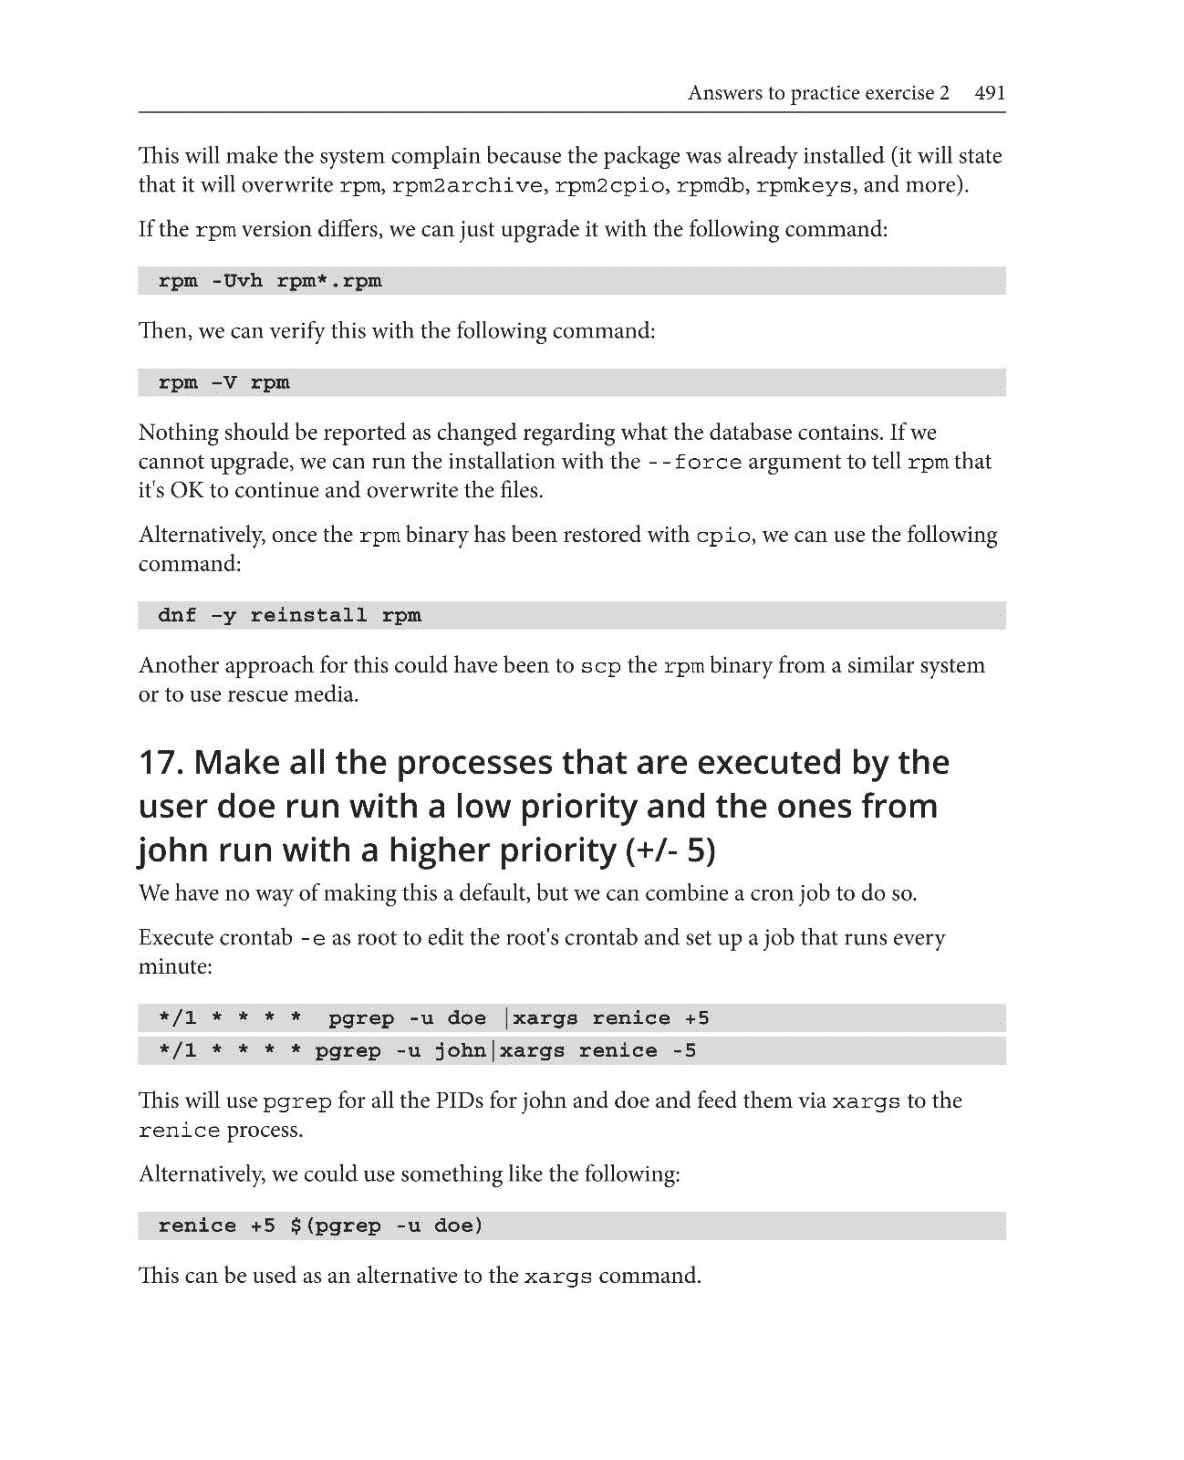 Answers to practice exercise 2 491
This will make the system complain because the package was already installed (it will state
that it will overwrite rpm, rpm2archive, rpm2cpio, rpmdb, rpmkeys, and more).
If the rpm version differs, we can just upgrade it with the following command:
rpm -Uvh rpm*.rpm
Then, we can verify this with the following command:
rpm –V rpm
Nothing should be reported as changed regarding what the database contains. If we
cannot upgrade, we can run the installation with the --force argument to tell rpm that
it's OK to continue and overwrite the files.
Alternatively, once the rpm binary has been restored with cpio, we can use the following
command:
dnf –y reinstall rpm
Another approach for this could have been to scp the rpm binary from a similar system
or to use rescue media.
17. Make all the processes that are executed by the
user doe run with a low priority and the ones from
john run with a higher priority (+/- 5)
We have no way of making this a default, but we can combine a cron job to do so.
Execute crontab -e as root to edit the root's crontab and set up a job that runs every
minute:
*/1 * * * * pgrep -u doe |xargs renice +5
*/1 * * * * pgrep -u john|xargs renice -5
This will use pgrep for all the PIDs for john and doe and feed them via xargs to the
renice process.
Alternatively, we could use something like the following:
renice +5 $(pgrep -u doe)
This can be used as an alternative to the xargs command.